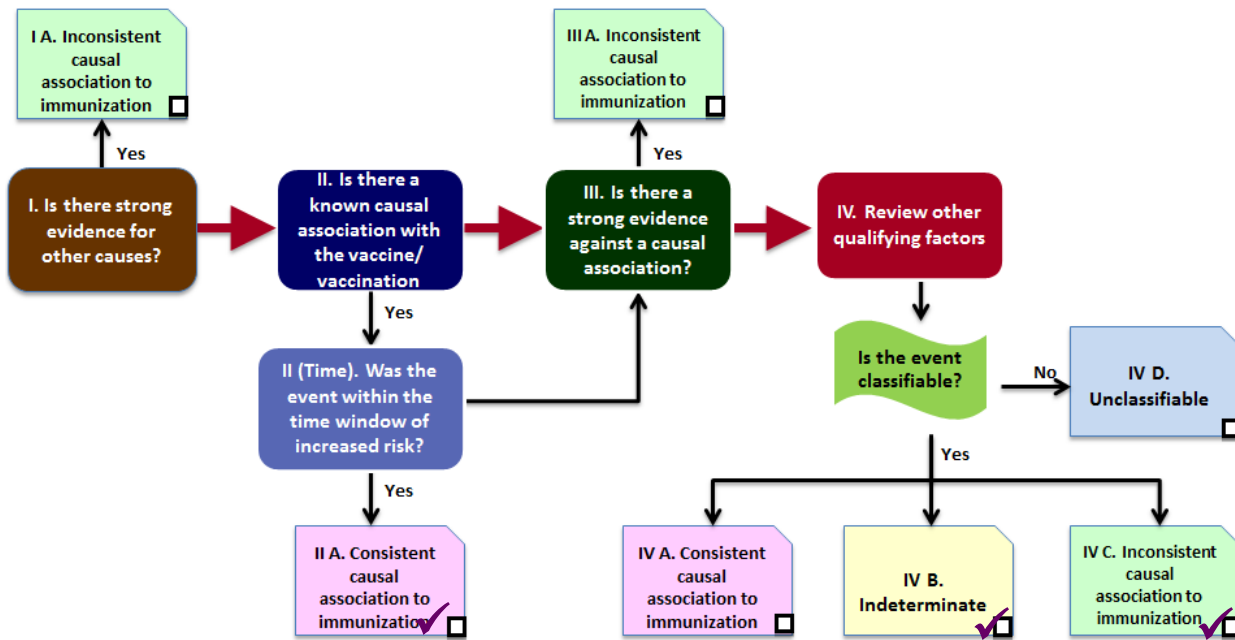 I A. Inconsistent
causal
association to
immunization
Yes
I. Is there strong
evidence for
other causes?
II. Is there a
known causal
association with
the vaccine/
vaccination
Yes
II (Time). Was the
event within the
time window of
increased risk?
Yes
II A. Consistent
causal
association to
immunization
III A. Inconsistent
causal
association to
immunization
Yes
III. Is there a
strong evidence
against a causal
association?
IV. Review other
qualifying factors
Is the event
classifiable?
No
IV D.
Unclassifiable
Yes
IV A. Consistent
causal
association to
immunization
IV B.
Indeterminate
IV C. Inconsistent
causal
association to
immunization